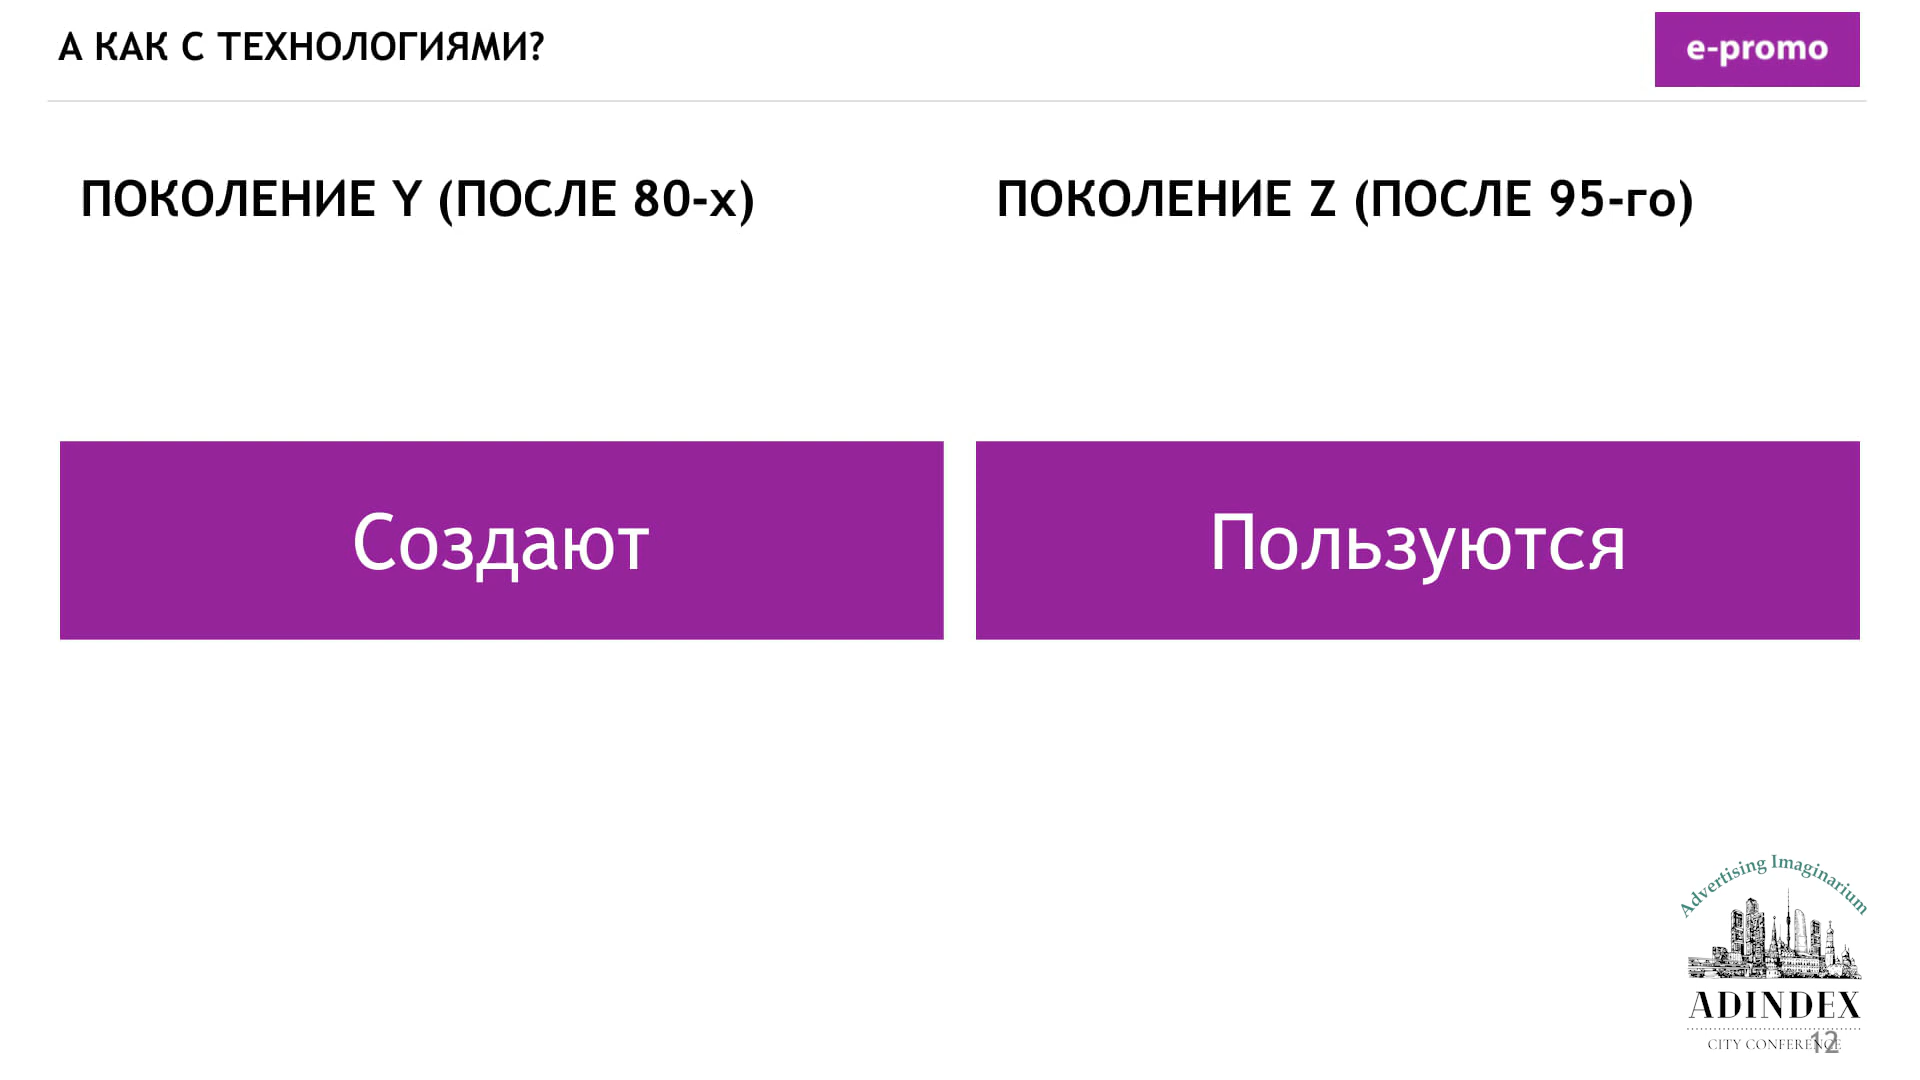 А КАК С ТЕХНОЛОГИЯМИ?
e-promo
ПОКОЛЕНИЕ Y (ПОСЛЕ 80-х)
ПОКОЛЕНИЕ Z (ПОСЛЕ 95-го)
Создают
Пользуются
Advertising Imaginarium
ADINDEX
CITY CONFERENCE
12